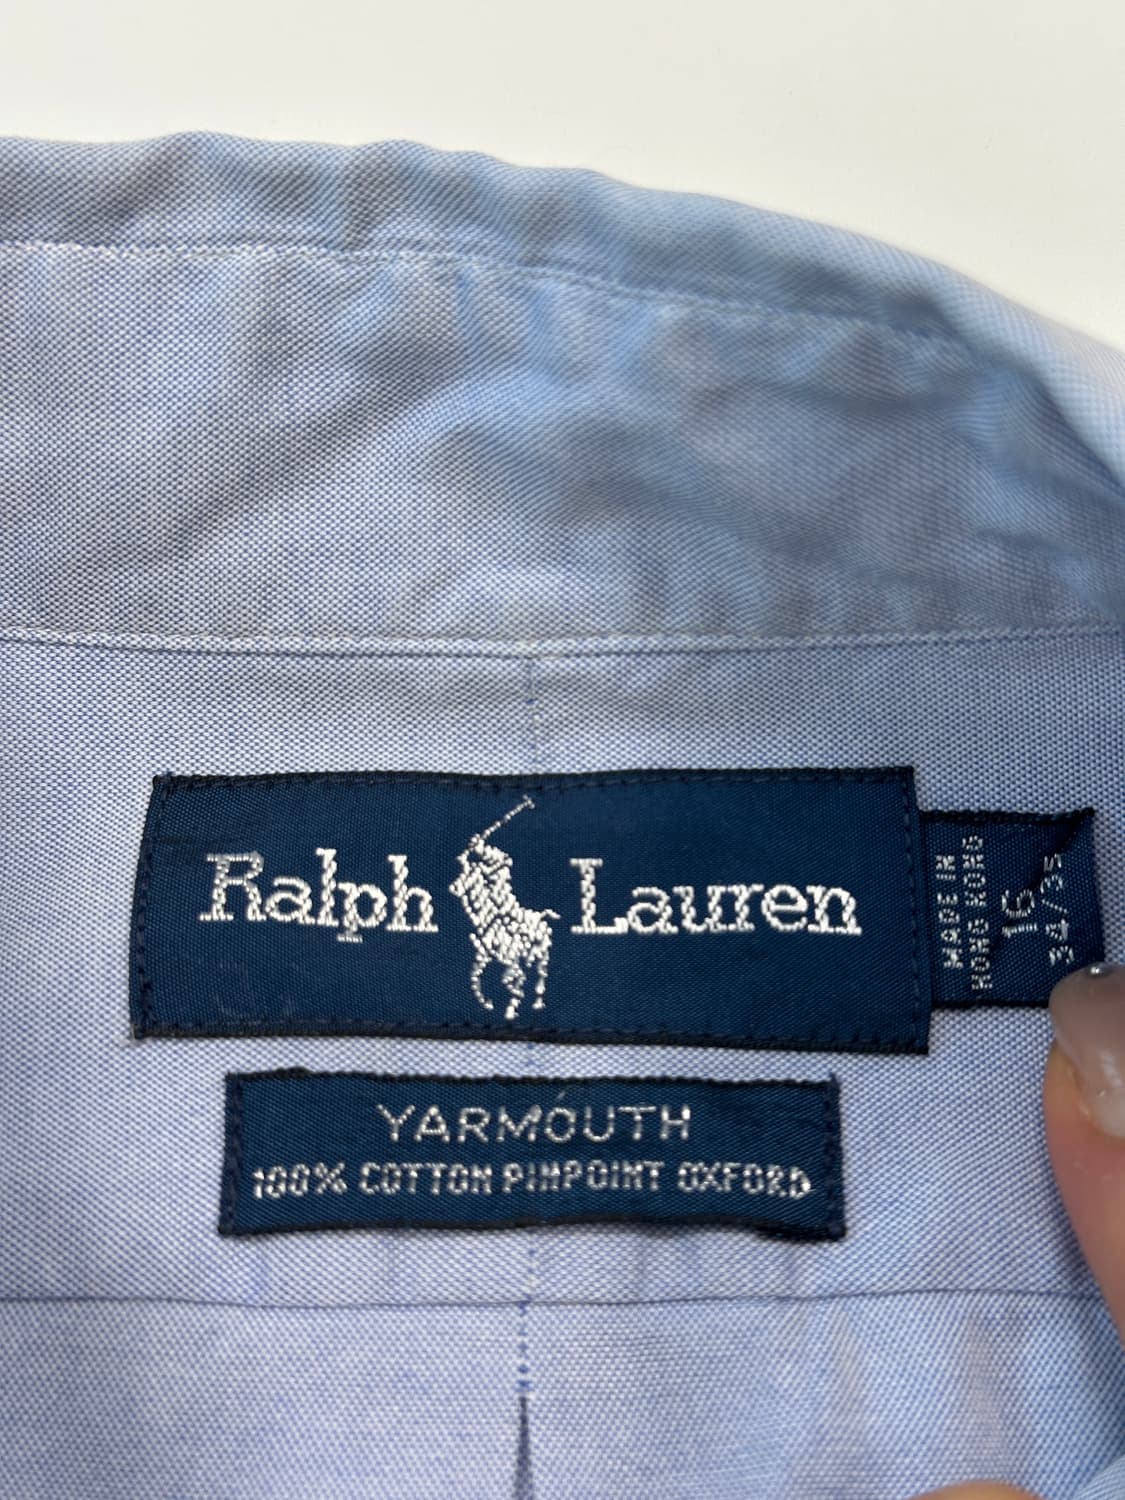 Ralph Lauren
MADE IN
HONG KONG
16
34/35
YARMOUTH
100% COTTON PINPOINT OXFORD